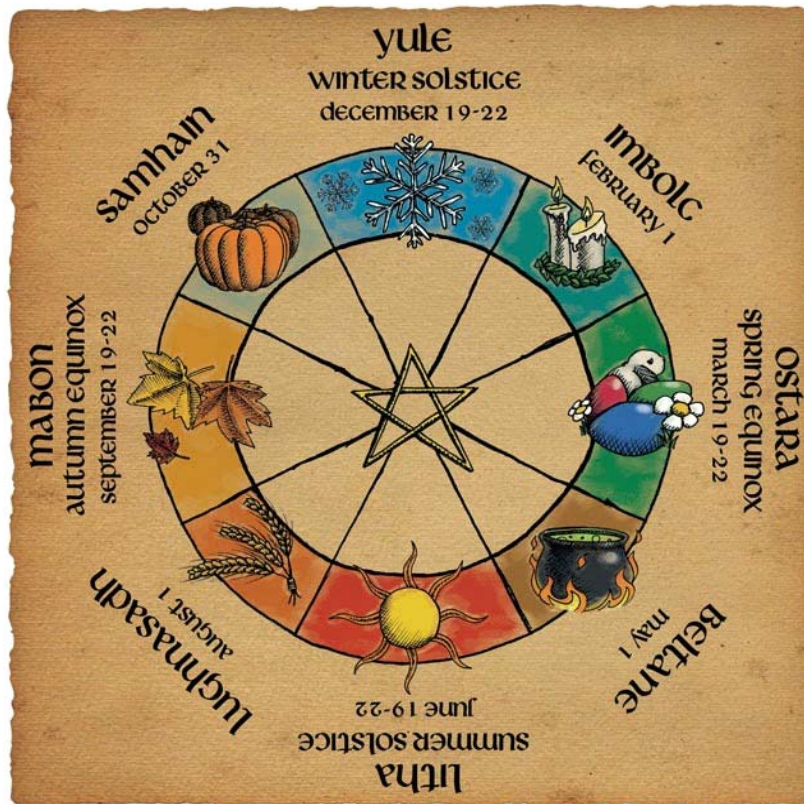 YULE
WINTER SOLSTICE
DECEMBER 19-22
IMBOLC
FEBRUARY 1
OSTARA
SPRING EQUINOX
MARCH 19-22
BELTANE
MAY 1
LITHA
SUMMER SOLSTICE
JUNE 19-22
LUGHNASADH
AUGUST 1
MABON
AUTUMN EQUINOX
SEPTEMBER 19-22
SAMHAIN
OCTOBER 31